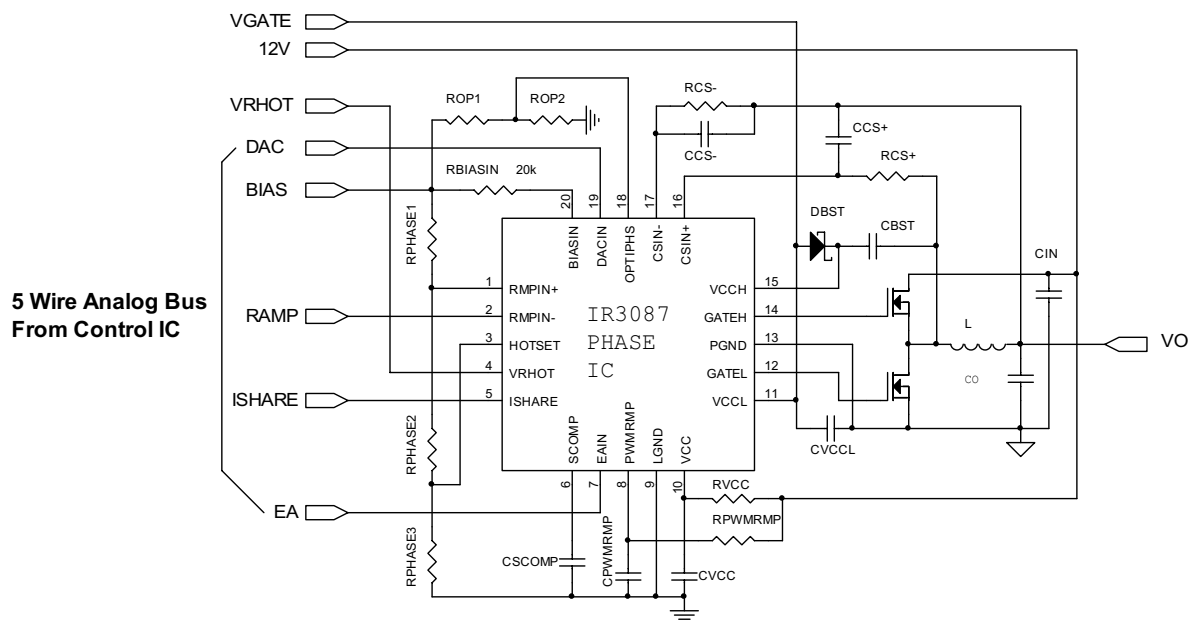 VGATE
12V
VRHOT
DAC
BIAS
5 Wire Analog Bus
From Control IC
RAMP
ISHARE
EA
ROP1
ROP2
RBIASIN 20k
RPHASE1
RPHASE2
RPHASE3
RCS-
CCS-
CCS+
RCS+
DBST
CBST
CIN
20
19
18
17
16
BIASIN
DACIN
OPTIPHS
CSIN-
CSIN+
1
RMPIN+
2
RMPIN-
3
HOTSET
4
VRHOT
5
ISHARE
IR3087
PHASE
IC
VCCH
15
GATEH
14
PGND
13
GATEL
12
VCCL
11
SCOMP
EAIN
PWMRMP
LGND
VCC
6
7
8
9
10
L
CO
VO
CVCCL
RVCC
RPWMRMP
CSCOMP
CPWMRMP
CVCC